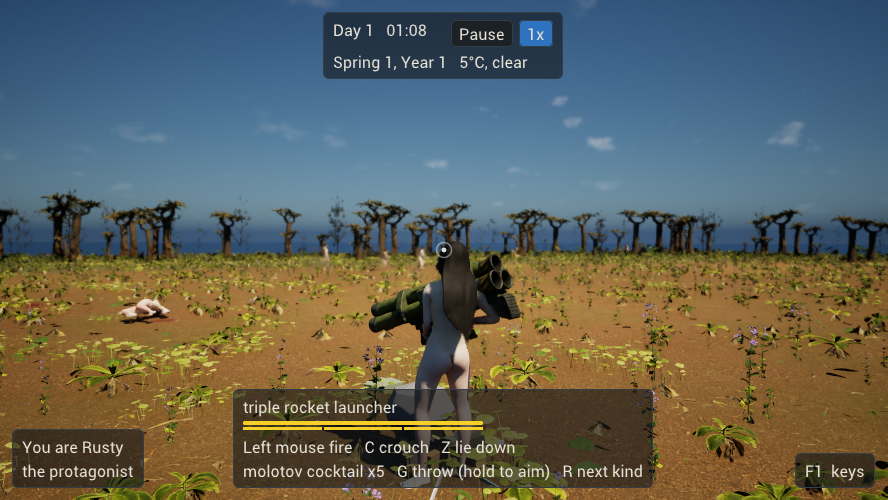 Day 1 01:08 Pause 1x
Spring 1, Year 1 5°C, clear
triple rocket launcher
Left mouse fire C crouch Z lie down
molotov cocktail x5 G throw (hold to aim) R next kind
You are Rusty
the protagonist
F1 keys